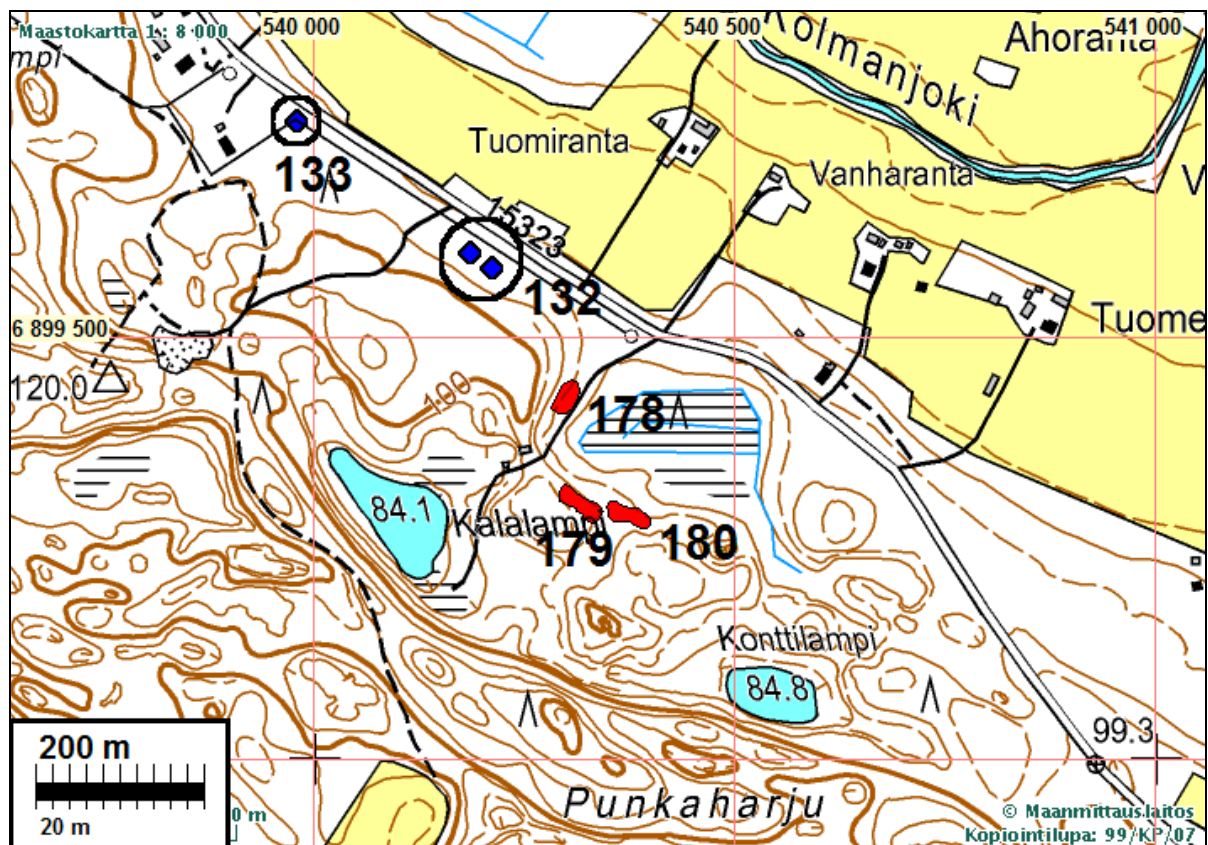 Maastokartta 1 : 8 000
540 000
540 500
541 000
mpl
Kolmanjoki
Ahoranta
Tuomiranta
133
Vanharanta
V
15323
132
6 899 500
Tuome
120.0
100
178
84.1
Kalalampi
179
180
Konttilampi
84.8
99.3
200 m
20 m
0 m
Punkaharju
© Maanmittauslaitos
Kopiointilupa: 99/KP/07